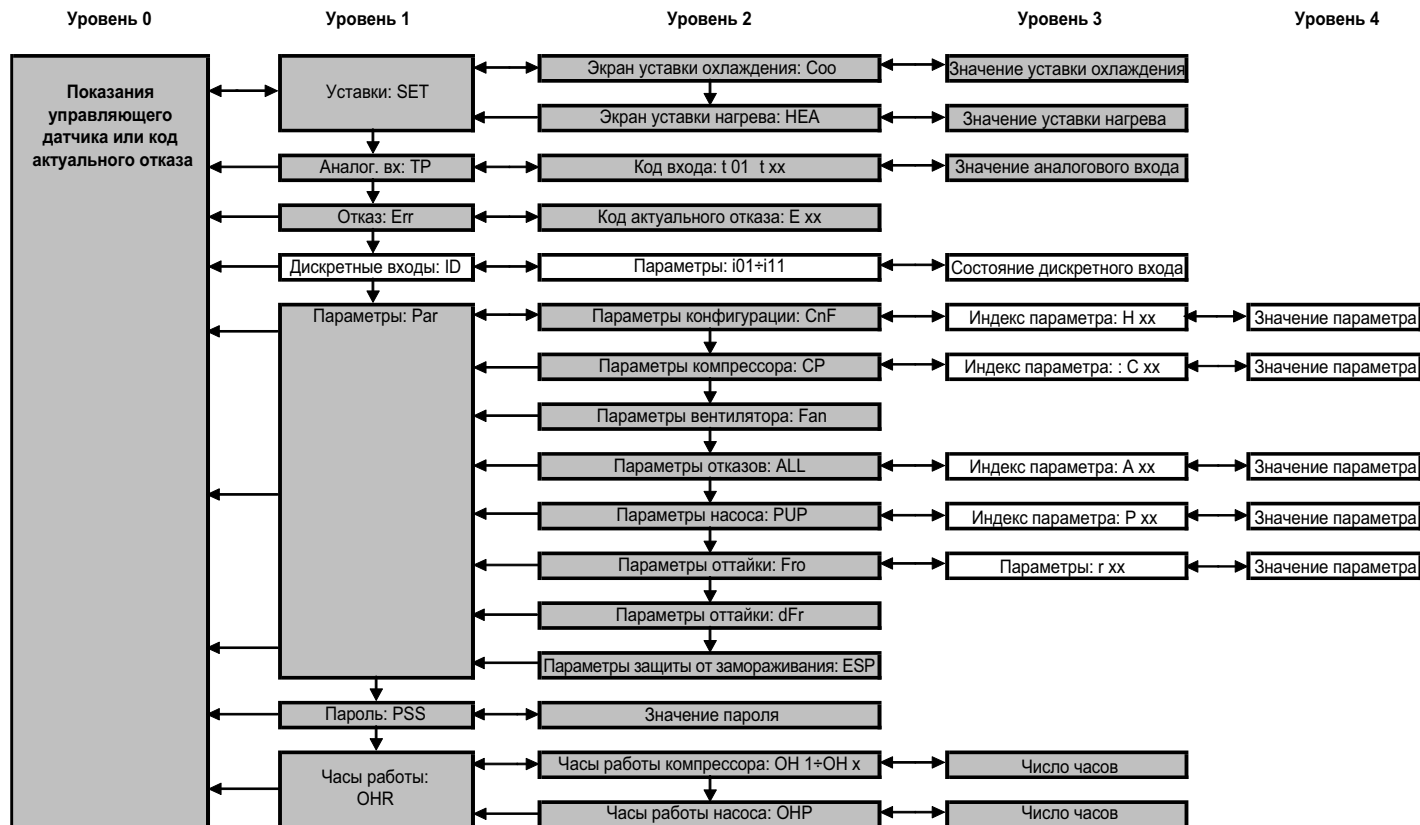 Уровень 0 Уровень 1 Уровень 2 Уровень 3 Уровень 4
Показания
управляющего
датчика или код
актуального отказа
Уставки: SET
Экран уставки охлаждения: Coo
Значение уставки охлаждения
Экран уставки нагрева: HEA
Значение уставки нагрева
Аналог. вх: TP
Код входа: t 01 t xx
Значение аналогового входа
Отказ: Err
Код актуального отказа: E xx
Дискретные входы: ID
Параметры: i01÷i11
Состояние дискретного входа
Параметры: Par
Параметры конфигурации: CnF
Индекс параметра: H xx
Значение параметра
Параметры компрессора: CP
Индекс параметра: : C xx
Значение параметра
Параметры вентилятора: Fan
Параметры отказов: ALL
Индекс параметра: A xx
Значение параметра
Параметры насоса: PUP
Индекс параметра: P xx
Значение параметра
Параметры оттайки: Fro
Параметры: r xx
Значение параметра
Параметры оттайки: dFr
Параметры защиты от замораживания: ESP
Пароль: PSS
Значение пароля
Часы работы:
OHR
Часы работы компрессора: OH 1÷OH x
Число часов
Часы работы насоса: OHP
Число часов